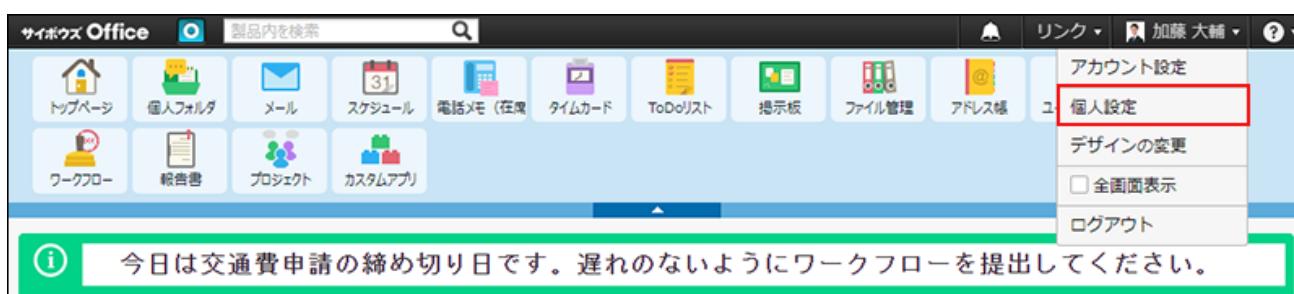 サイボウズ Office 製品内を検索 リンク 加藤 大輔 ?
トップページ 個人フォルダ メール スケジュール 電話メモ（在席 タイムカード ToDoリスト 掲示板 ファイル管理 アドレス帳 ユ
31
@
ワークフロー 報告書 プロジェクト カスタムアプリ
アカウント設定
個人設定
デザインの変更
全画面表示
ログアウト
今日は交通費申請の締め切り日です。遅れのないようにワークフローを提出してください。